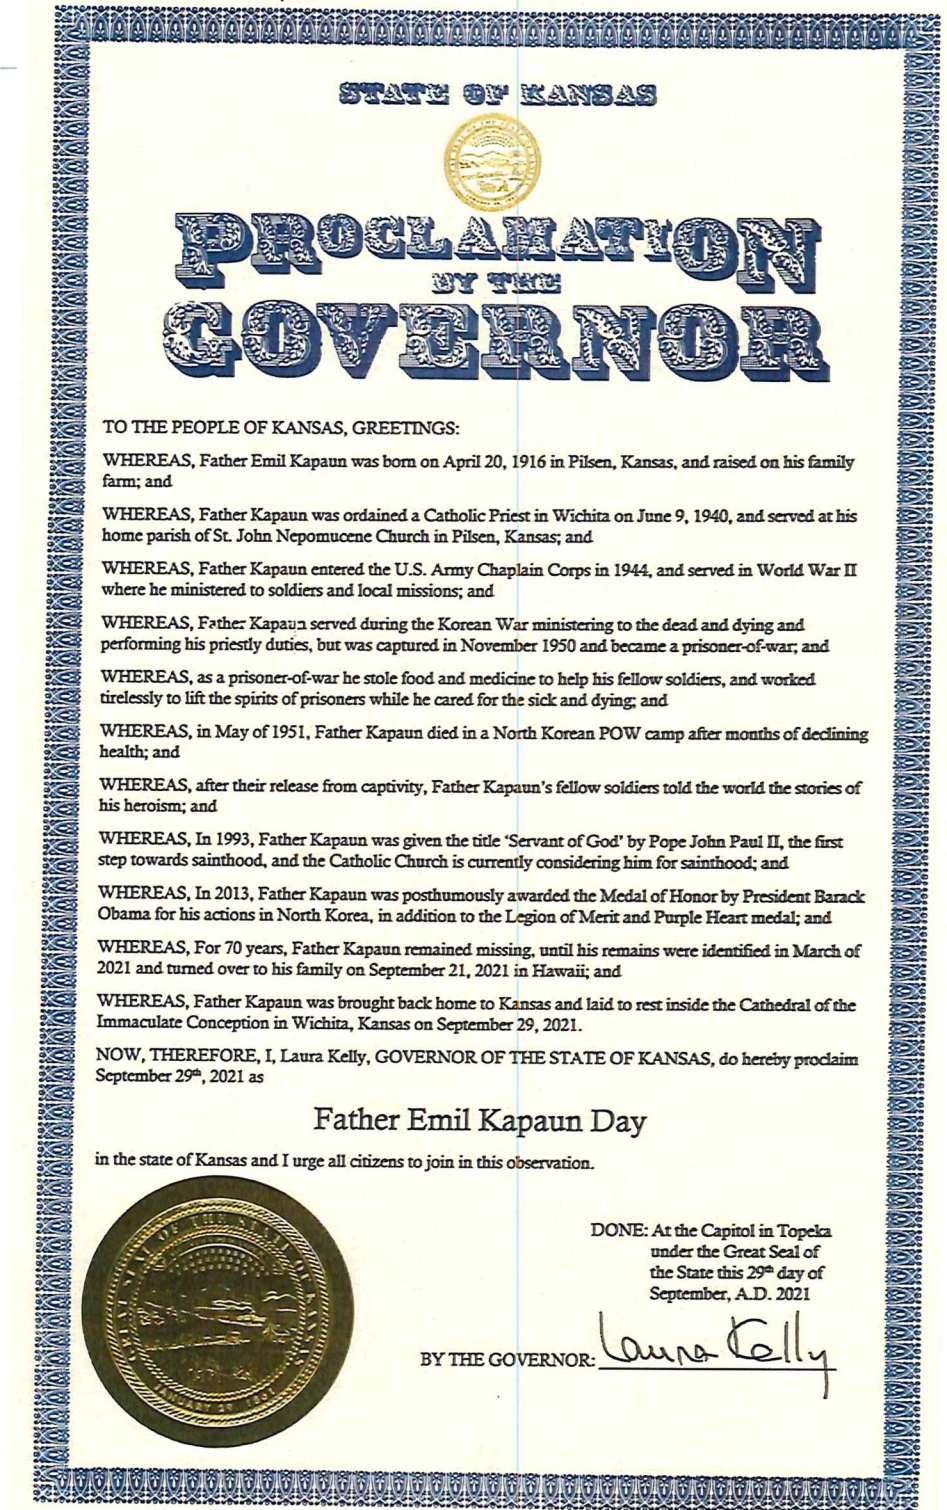 STATE OF KANSAS
PROCLAMATION
BY THE
GOVERNOR
TO THE PEOPLE OF KANSAS, GREETINGS:
WHEREAS, Father Emil Kapaun was born on April 20, 1916 in Pilsen, Kansas, and raised on his family
farm; and
WHEREAS, Father Kapaun was ordained a Catholic Priest in Wichita on June 9, 1940, and served at his
home parish of St. John Nepomucene Church in Pilsen, Kansas; and
WHEREAS, Father Kapaun entered the U.S. Army Chaplain Corps in 1944, and served in World War II
where he ministered to soldiers and local missions; and
WHEREAS, Father Kapaun served during the Korean War ministering to the dead and dying and
performing his priestly duties, but was captured in November 1950 and became a prisoner-of-war; and
WHEREAS, as a prisoner-of-war he stole food and medicine to help his fellow soldiers, and worked
tirelessly to lift the spirits of prisoners while he cared for the sick and dying; and
WHEREAS, in May of 1951, Father Kapaun died in a North Korean POW camp after months of declining
health; and
WHEREAS, after their release from captivity, Father Kapaun's fellow soldiers told the world the stories of
his heroism; and
WHEREAS, In 1993, Father Kapaun was given the title 'Servant of God' by Pope John Paul II, the first
step towards sainthood, and the Catholic Church is currently considering him for sainthood; and
WHEREAS, In 2013, Father Kapaun was posthumously awarded the Medal of Honor by President Barack
Obama for his actions in North Korea, in addition to the Legion of Merit and Purple Heart medal; and
WHEREAS, For 70 years, Father Kapaun remained missing, until his remains were identified in March of
2021 and turned over to his family on September 21, 2021 in Hawaii; and
WHEREAS, Father Kapaun was brought back home to Kansas and laid to rest inside the Cathedral of the
Immaculate Conception in Wichita, Kansas on September 29, 2021.
NOW, THEREFORE, I, Laura Kelly, GOVERNOR OF THE STATE OF KANSAS, do hereby proclaim
September 29th, 2021 as
Father Emil Kapaun Day
in the state of Kansas and I urge all citizens to join in this observation.
GREAT SEAL OF THE STATE OF KANSAS
JANUARY 29, 1861
DONE: At the Capitol in Topeka
under the Great Seal of
the State this 29th day of
September, A.D. 2021
BY THE GOVERNOR: Laura Kelly